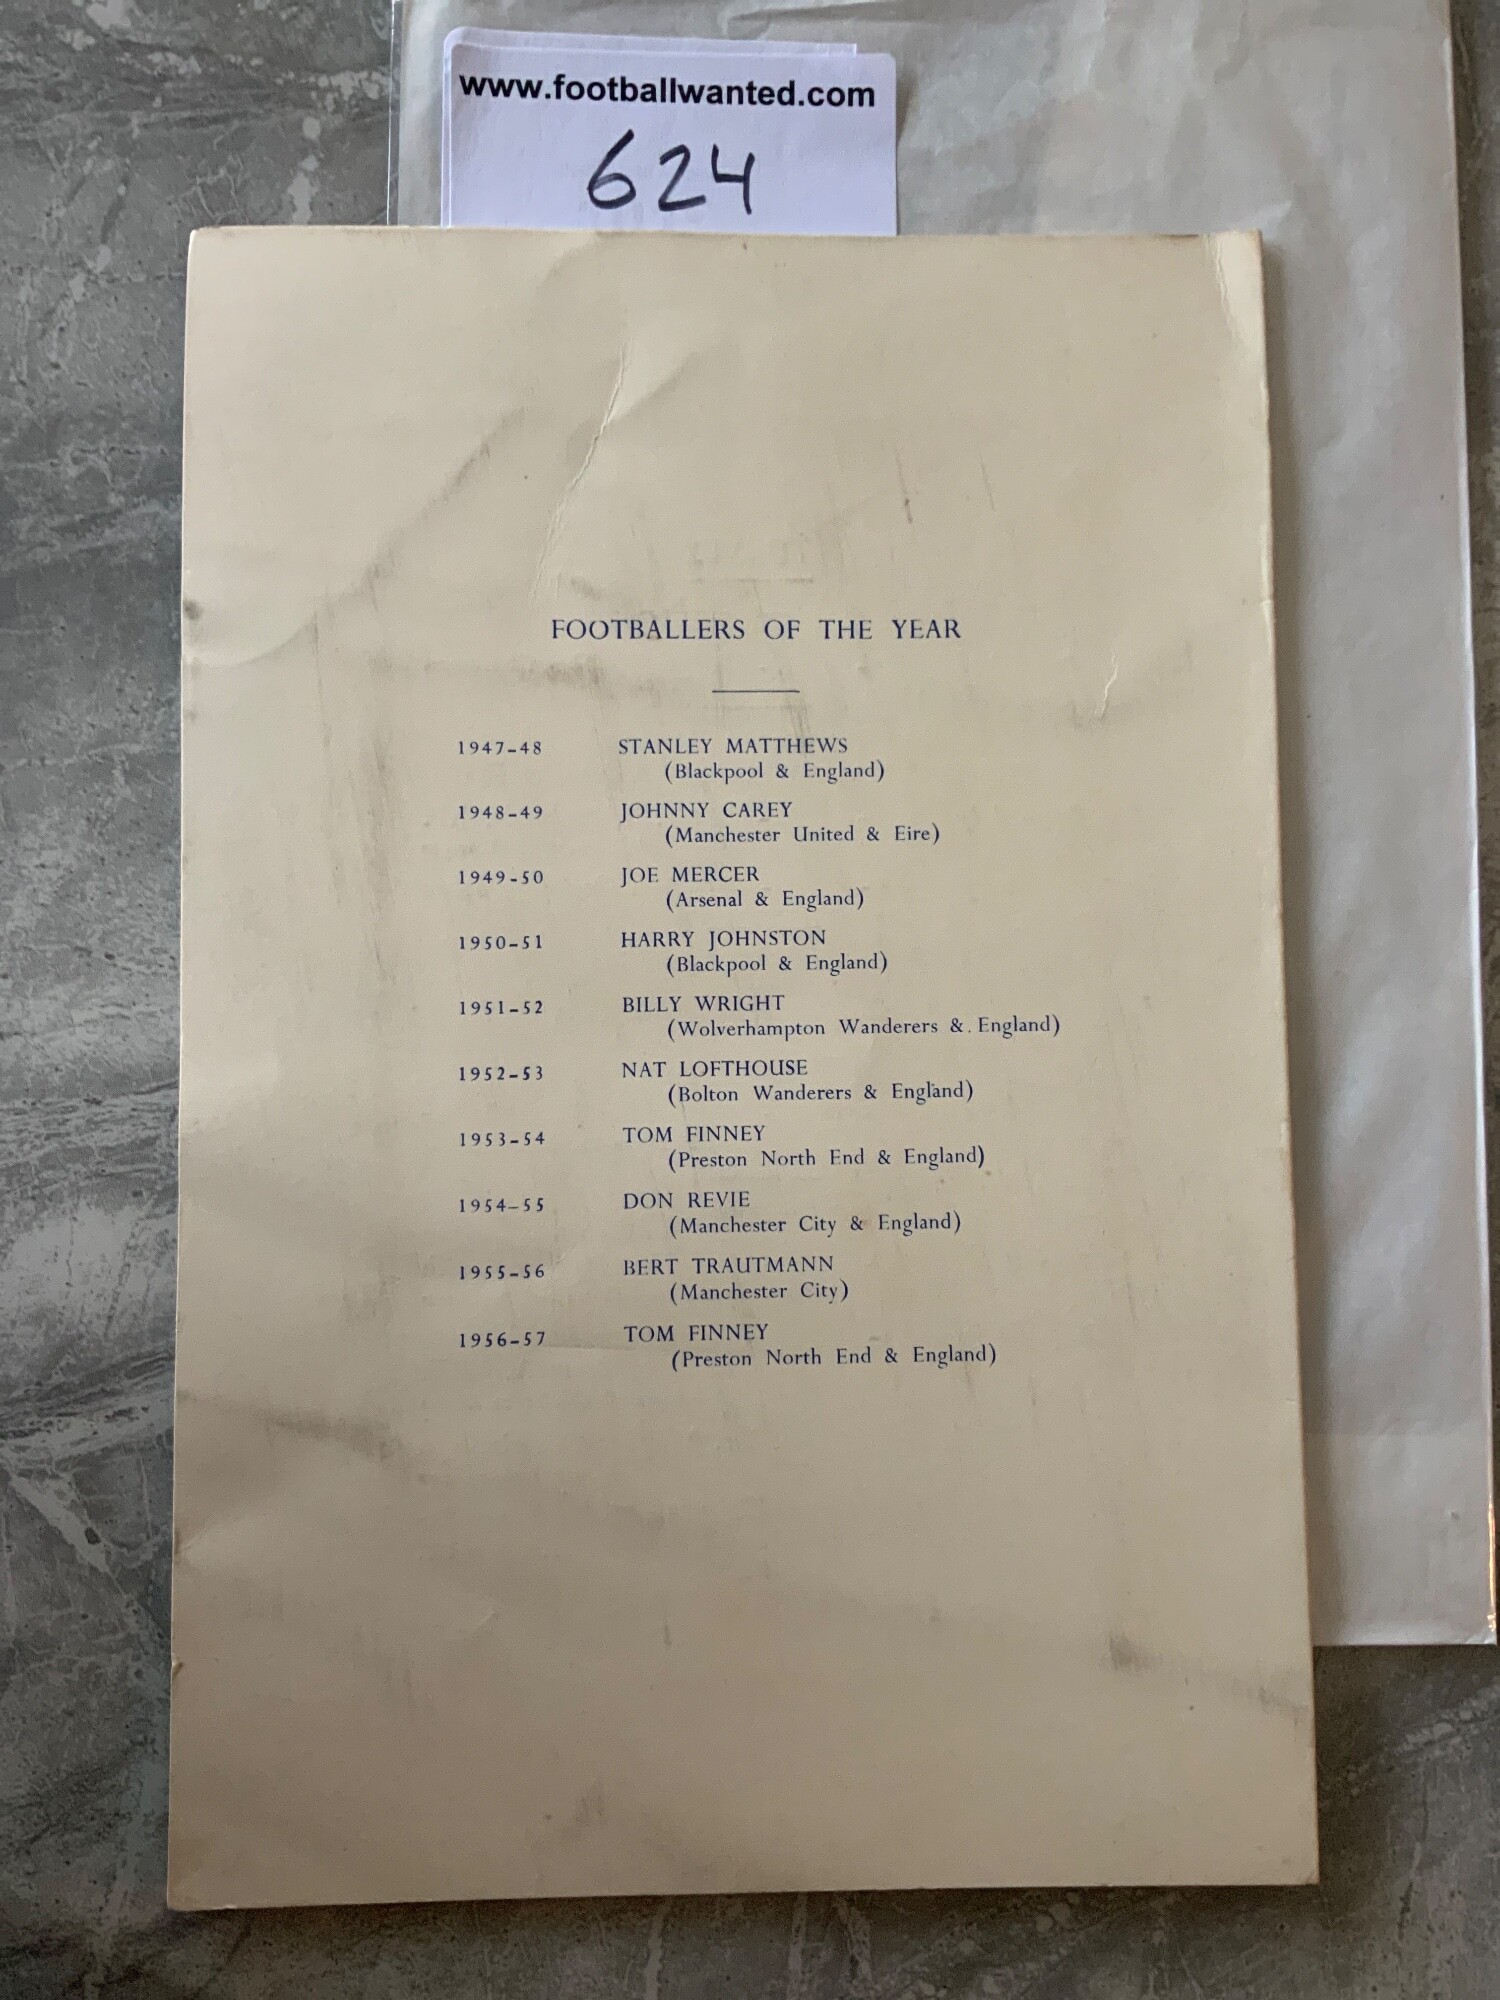 www.footballwanted.com
624
FOOTBALLERS OF THE YEAR
1947-48 STANLEY MATTHEWS
(Blackpool & England)
1948-49 JOHNNY CAREY
(Manchester United & Eire)
1949-50 JOE MERCER
(Arsenal & England)
1950-51 HARRY JOHNSTON
(Blackpool & England)
1951-52 BILLY WRIGHT
(Wolverhampton Wanderers & England)
1952-53 NAT LOFTHOUSE
(Bolton Wanderers & England)
1953-54 TOM FINNEY
(Preston North End & England)
1954-55 DON REVIE
(Manchester City & England)
1955-56 BERT TRAUTMANN
(Manchester City)
1956-57 TOM FINNEY
(Preston North End & England)